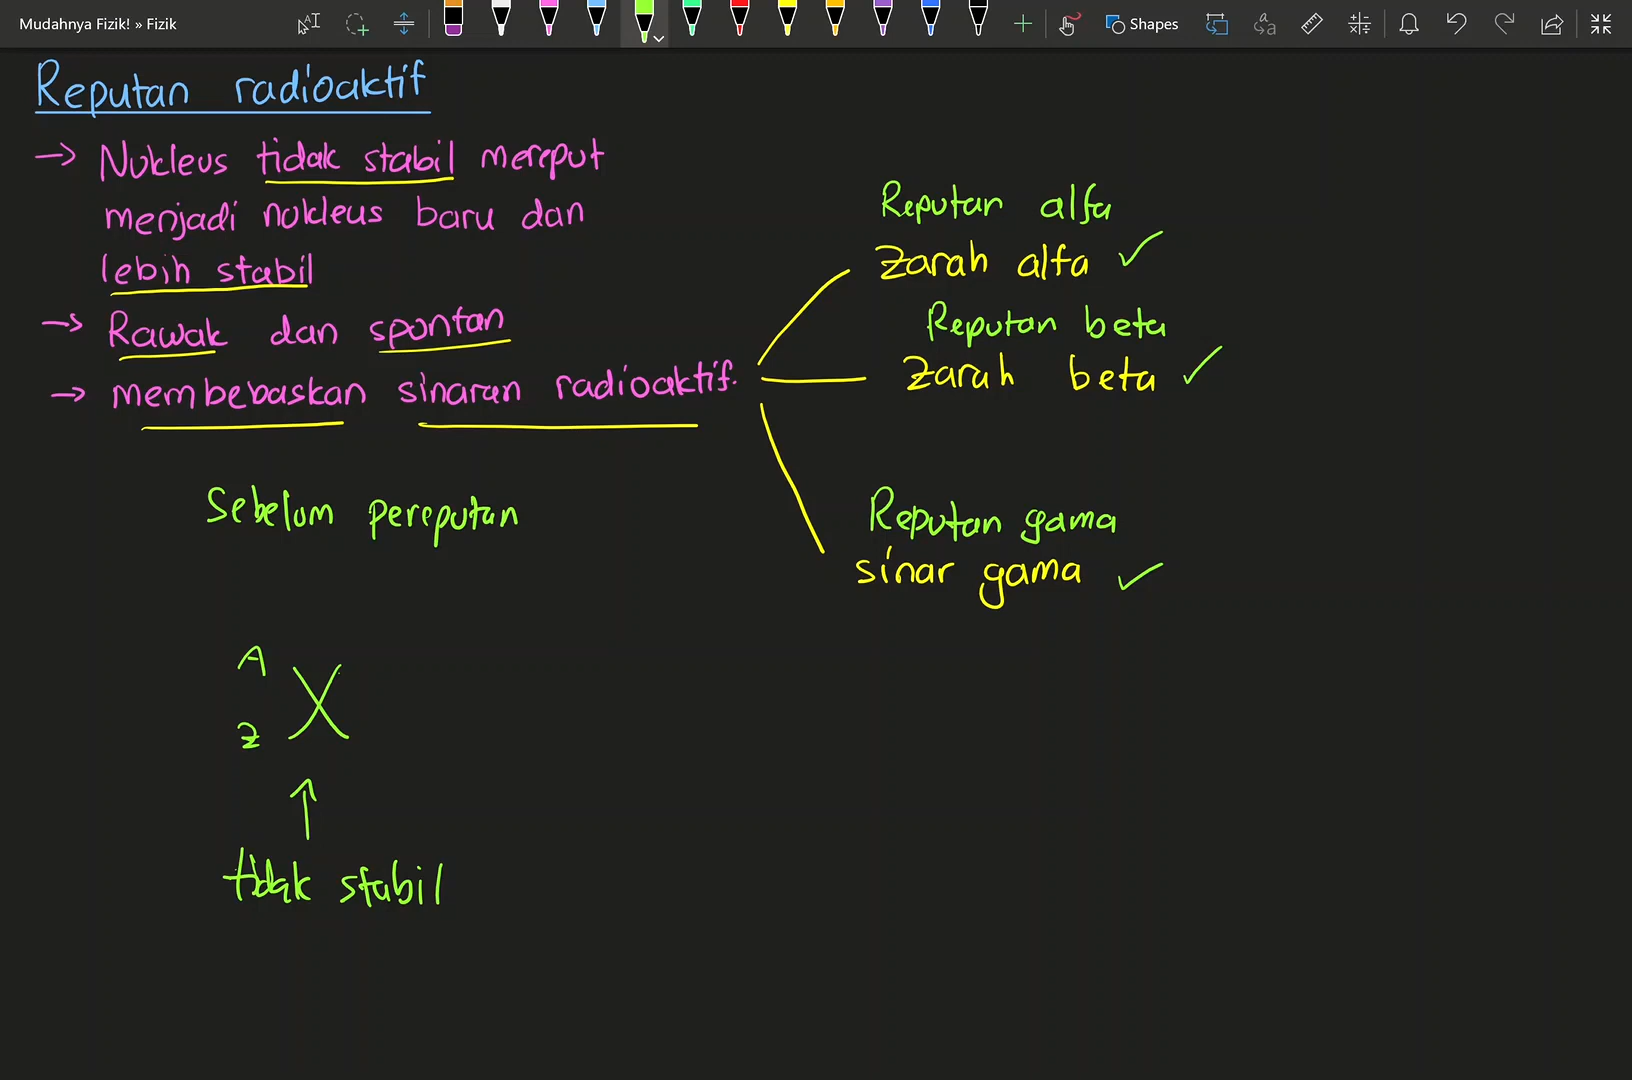 Mudahnya Fizik! » Fizik
Shapes
Reputan radioaktif
→ Nukleus tidak stabil mereput
menjadi nukleus baru dan
lebih stabil
→ Rawak dan spontan
→ membebaskan sinaran radioaktif.
Reputan alfa
Zarah alfa ✓
Reputan beta
Zarah beta ✓
Reputan gama
sinar gama ✓
Sebelum pereputan
A
X
Z
↑
tidak stabil